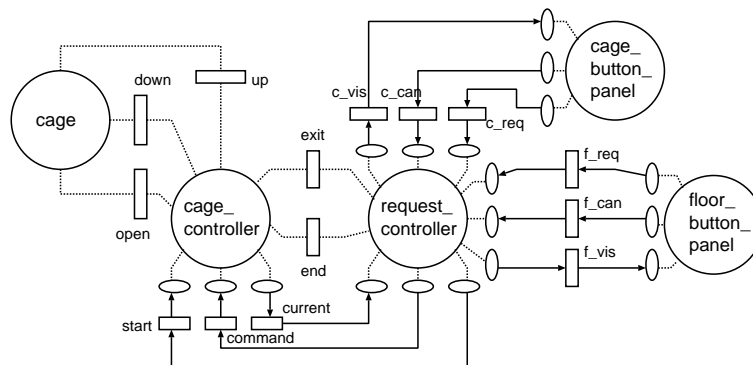 down
up
cage
open
exit
end
cage_
controller
start
command
current
c_vis
c_can
c_req
request_
controller
cage_
button_
panel
f_req
f_can
f_vis
floor_
button_
panel